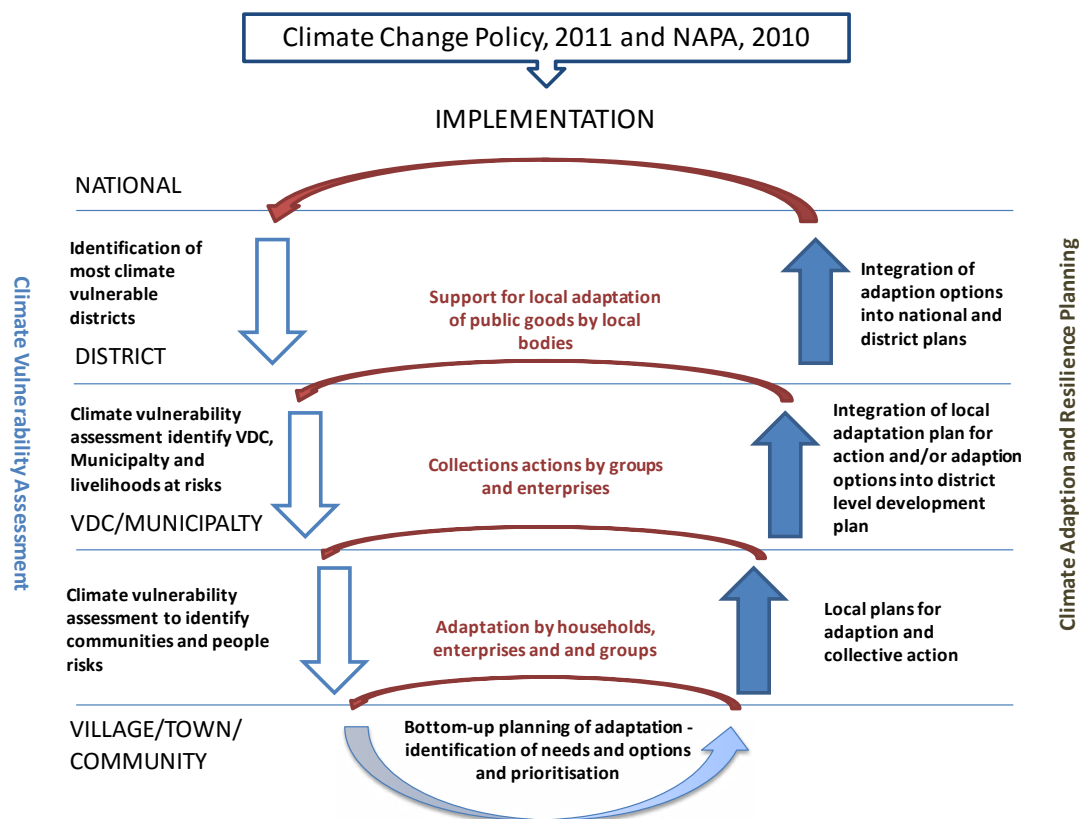 Climate Change Policy, 2011 and NAPA, 2010
IMPLEMENTATION
NATIONAL
Identification of
most climate
vulnerable
districts
Support for local adaptation
of public goods by local
bodies
Integration of
adaption options
into national and
district plans
DISTRICT
Climate vulnerability
assessment identify VDC,
Municipalty and
livelihoods at risks
Collections actions by groups
and enterprises
Integration of local
adaptation plan for
action and/or adaption
options into district
level development
plan
VDC/MUNICIPALTY
Climate vulnerability
assessment to identify
communities and people
risks
Adaptation by households,
enterprises and and groups
Local plans for
adaption and
collective action
VILLAGE/TOWN/
COMMUNITY
Bottom-up planning of adaptation -
identification of needs and options
and prioritisation
Climate Vulnerability Assessment
Climate Adaption and Resilience Planning